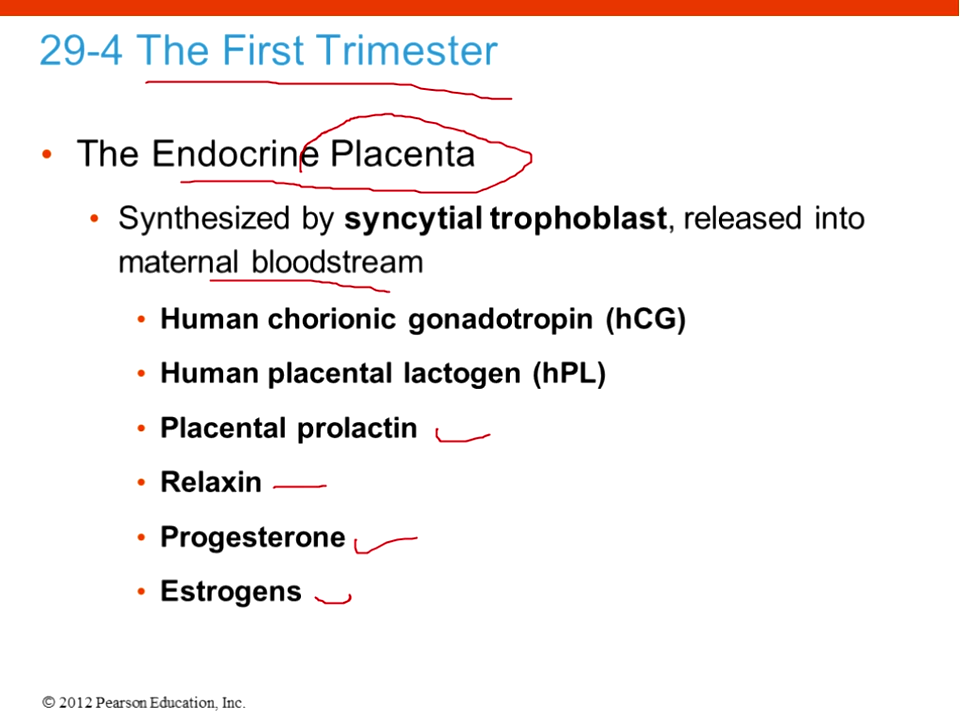 29-4 The First Trimester
• The Endocrine Placenta
• Synthesized by syncytial trophoblast, released into
maternal bloodstream
• Human chorionic gonadotropin (hCG)
• Human placental lactogen (hPL)
• Placental prolactin
• Relaxin
• Progesterone
• Estrogens
© 2012 Pearson Education, Inc.